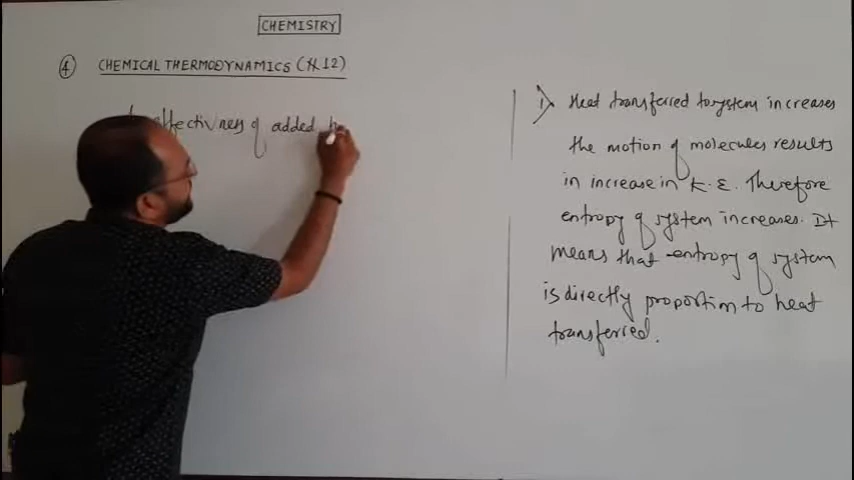 CHEMISTRY
④ CHEMICAL THERMODYNAMICS (XII)
effectivness of added
1) Heat transferred to system increases
the motion of molecules results
in increase in K.E. Therefore
entropy of system increases. It
means that entropy of system
is directly proportion to heat
transferred.